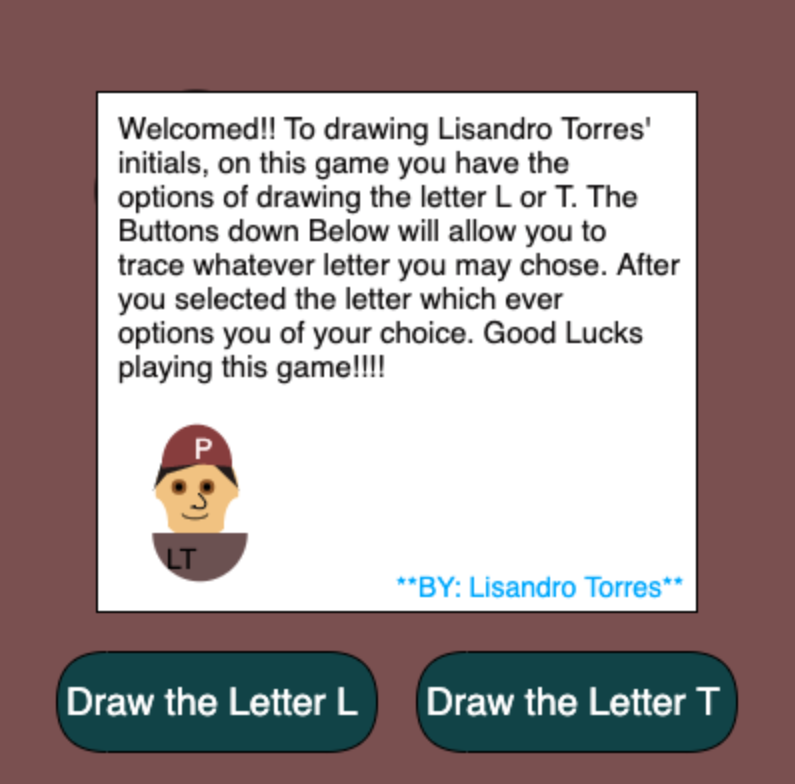 Welcomed!! To drawing Lisandro Torres'
initials, on this game you have the
options of drawing the letter L or T. The
Buttons down Below will allow you to
trace whatever letter you may chose. After
you selected the letter which ever
options you of your choice. Good Lucks
playing this game!!!!
P
LT
**BY: Lisandro Torres**
Draw the Letter L
Draw the Letter T